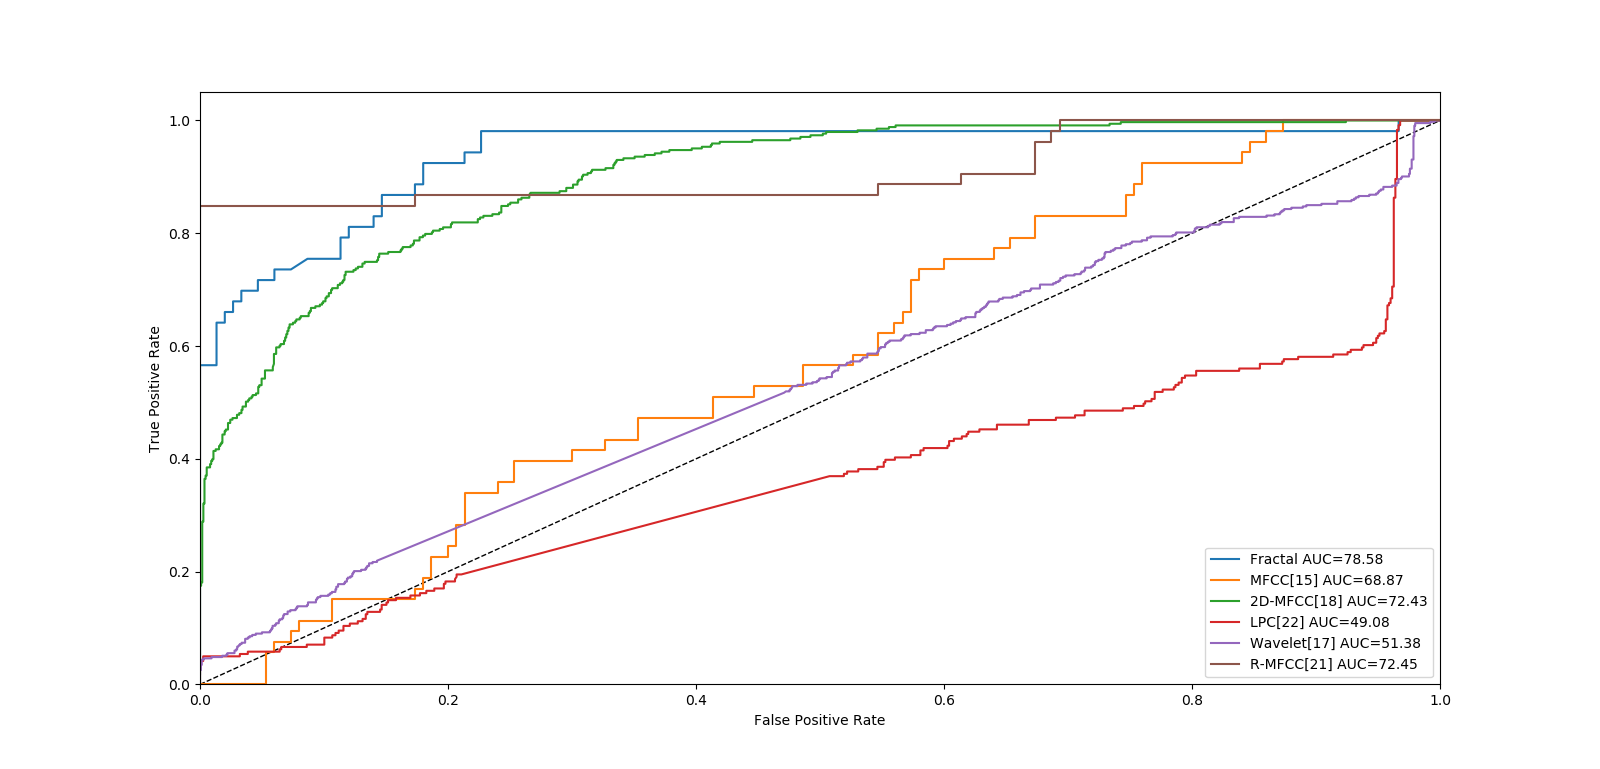 1.0
0.8
0.6
0.4
0.2
0.0
True Positive Rate
0.0 0.2 0.4 0.6 0.8 1.0
False Positive Rate
Fractal AUC=78.58
MFCC[15] AUC=68.87
2D-MFCC[18] AUC=72.43
LPC[22] AUC=49.08
Wavelet[17] AUC=51.38
R-MFCC[21] AUC=72.45